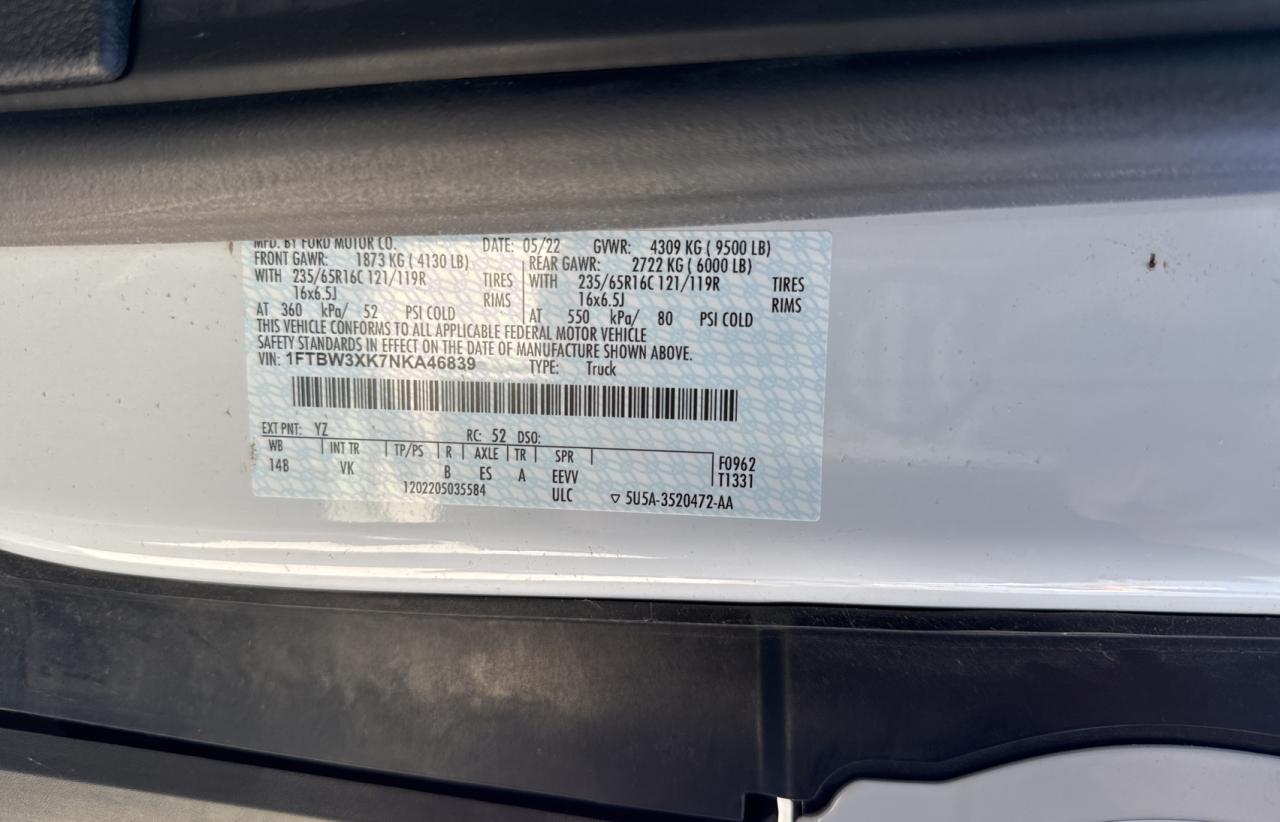 MFD. BY FORD MOTOR CO. DATE: 05/22 GVWR: 4309 KG ( 9500 LB)
FRONT GAWR: 1873 KG ( 4130 LB) REAR GAWR: 2722 KG ( 6000 LB)
WITH 235/65R16C 121/119R TIRES WITH 235/65R16C 121/119R TIRES
16x6.5J RIMS 16x6.5J RIMS
AT 360 kPa/ 52 PSI COLD AT 550 kPa/ 80 PSI COLD
THIS VEHICLE CONFORMS TO ALL APPLICABLE FEDERAL MOTOR VEHICLE
SAFETY STANDARDS IN EFFECT ON THE DATE OF MANUFACTURE SHOWN ABOVE.
VIN: 1FTBW3XK7NKA46839 TYPE: Truck
EXT PNT: YZ RC: 52 DSO:
WB INT TR TP/PS R AXLE TR SPR F0962
148 VK B ES A EEVV T1331
1202205035584 ULC ▽ 5U5A-3520472-AA